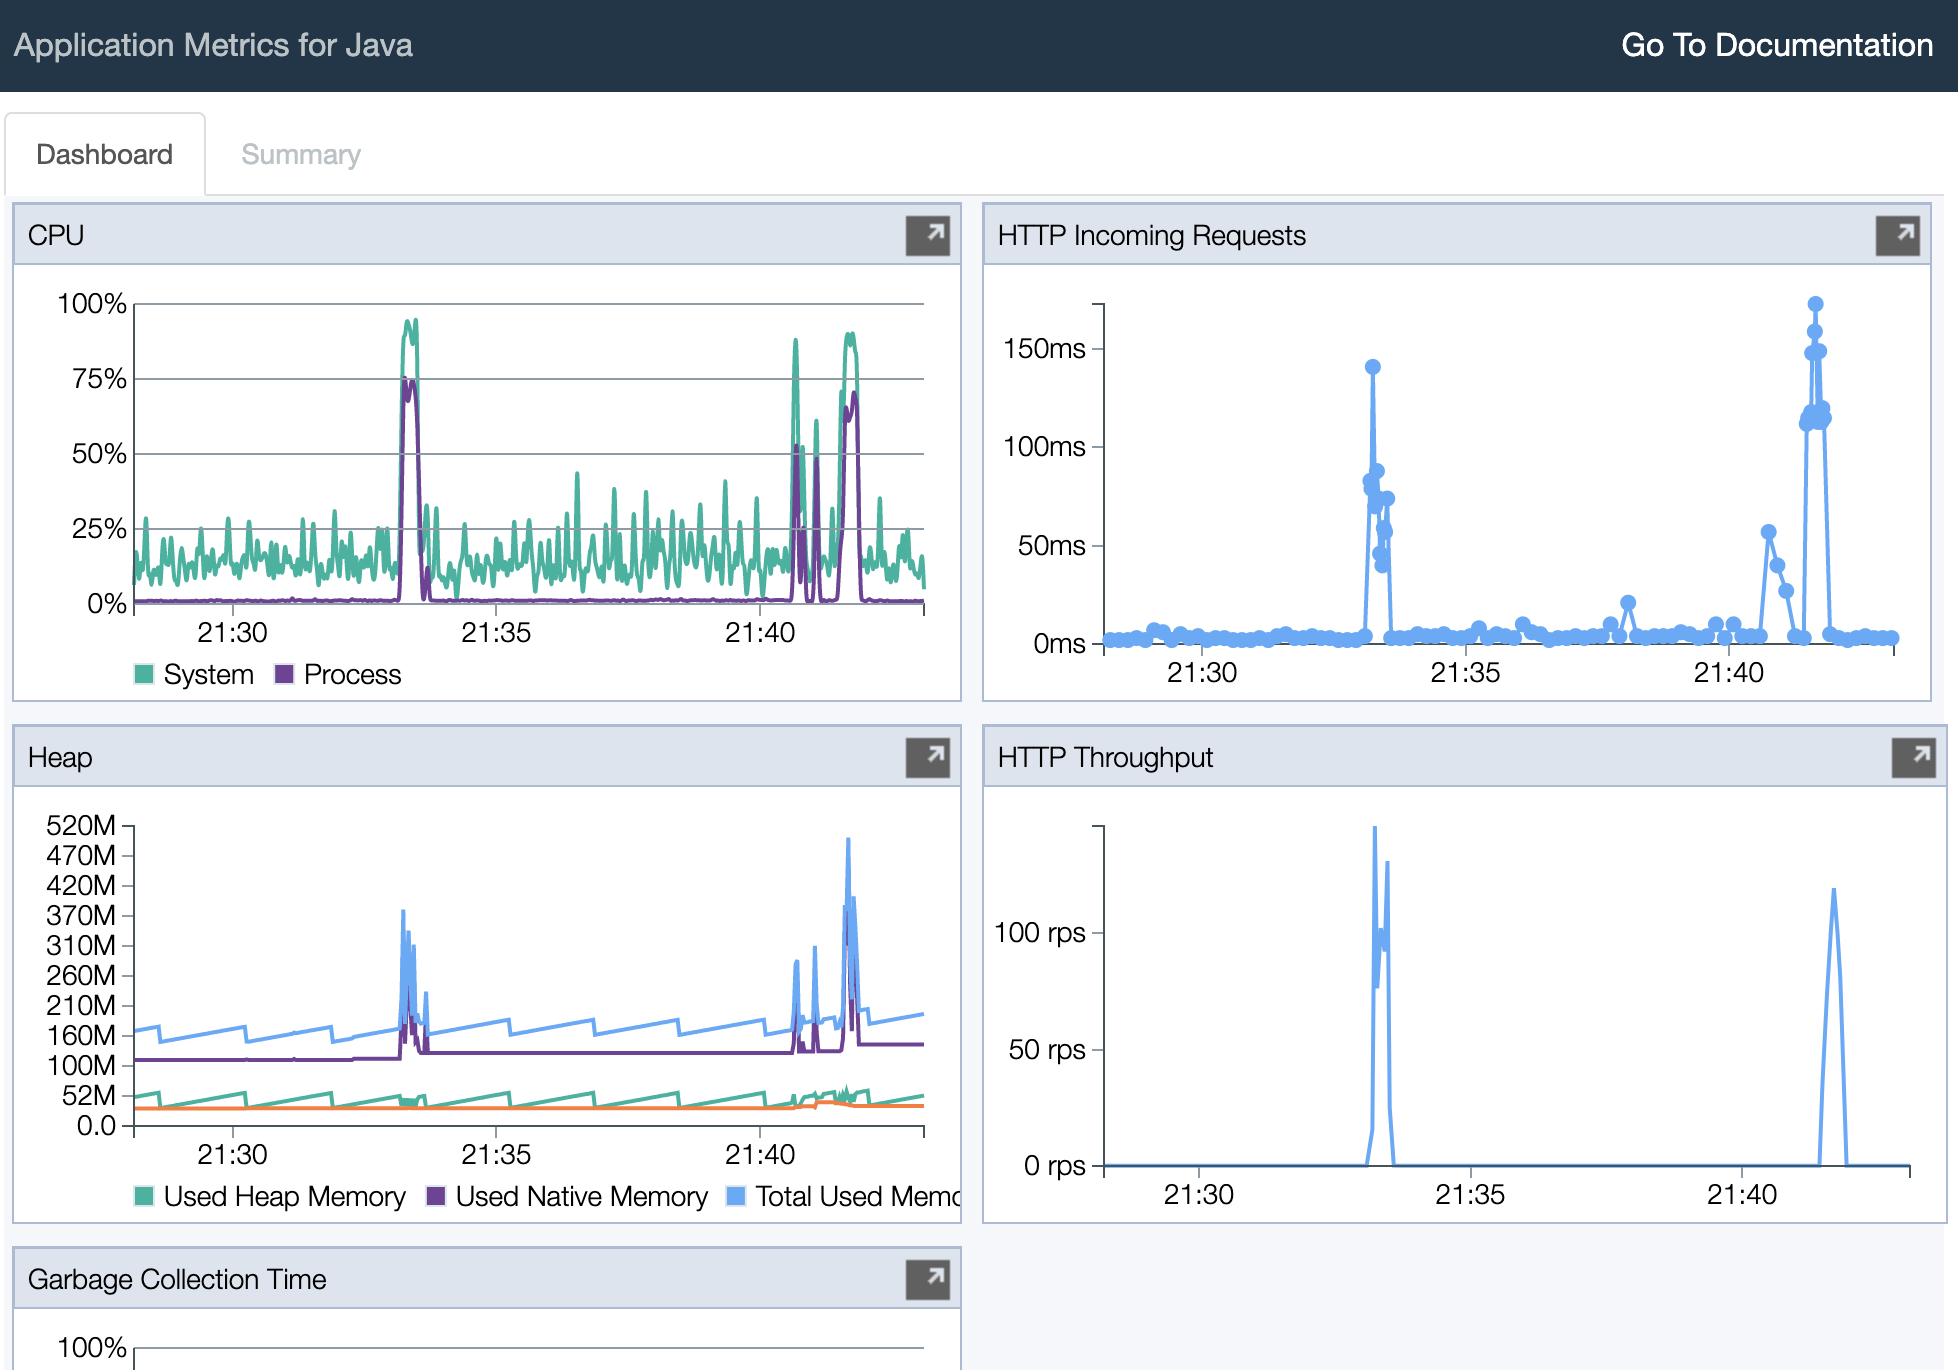 Application Metrics for Java
Go To Documentation
Dashboard
Summary
CPU
100%
75%
50%
25%
0%
21:30
21:35
21:40
System
Process
HTTP Incoming Requests
150ms
100ms
50ms
0ms
21:30
21:35
21:40
Heap
520M
470M
420M
370M
310M
260M
210M
160M
100M
52M
0.0
21:30
21:35
21:40
Used Heap Memory
Used Native Memory
Total Used Memo
HTTP Throughput
100 rps
50 rps
0 rps
21:30
21:35
21:40
Garbage Collection Time
100%